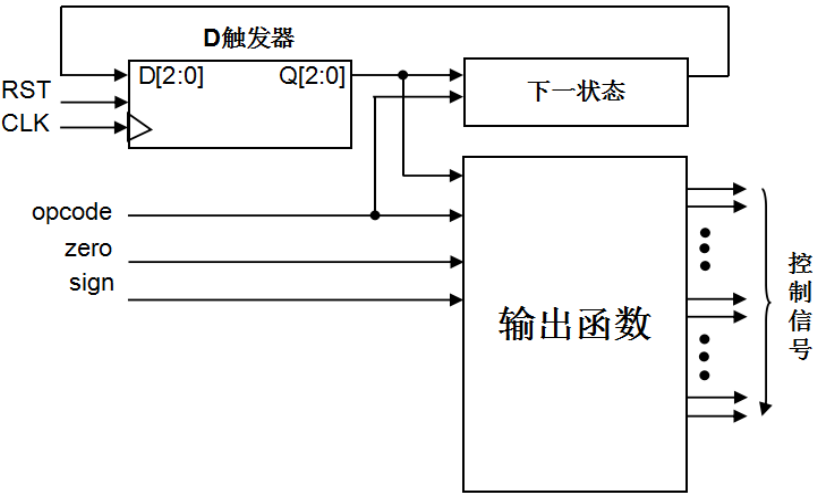 D触发器
D[2:0]
Q[2:0]
RST
CLK
下一状态
opcode
zero
sign
输出函数
控制信号